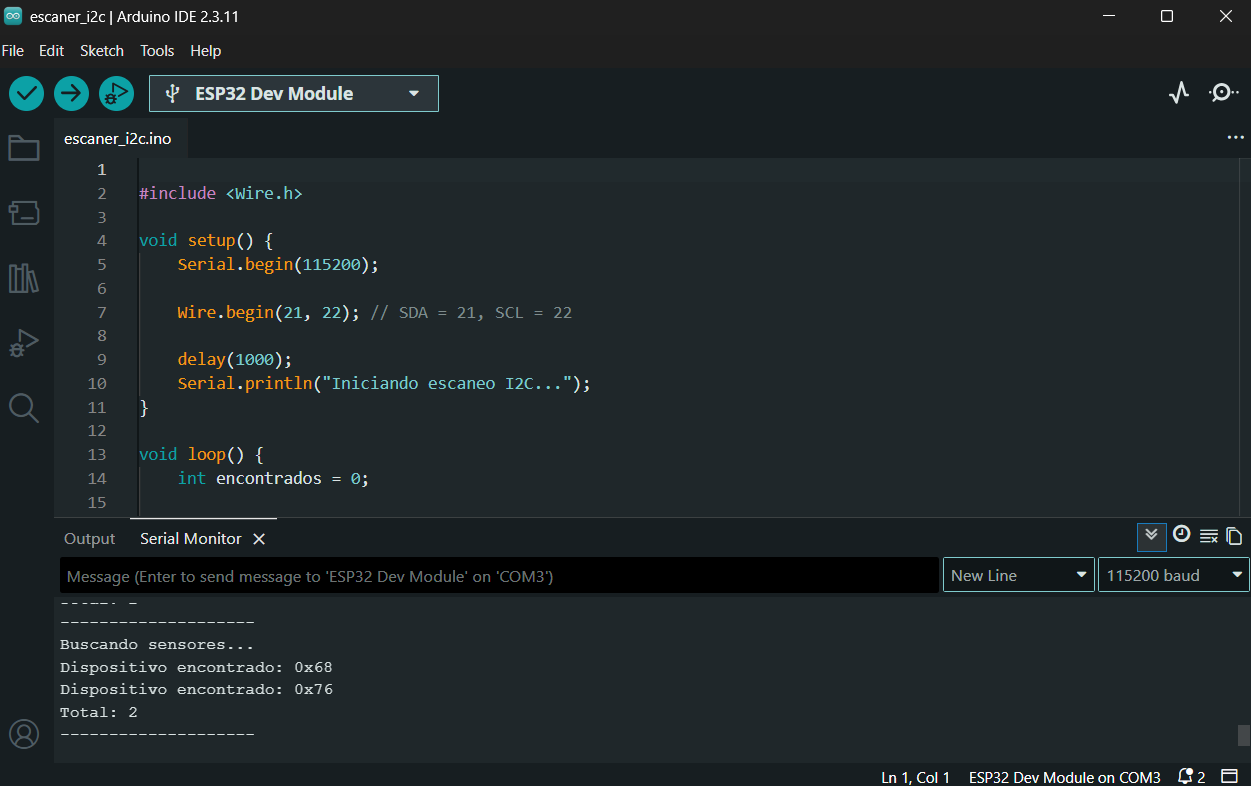 escaner_i2c | Arduino IDE 2.3.11
File Edit Sketch Tools Help
ESP32 Dev Module
escaner_i2c.ino
1
2 #include <Wire.h>
3
4 void setup() {
5 Serial.begin(115200);
6
7 Wire.begin(21, 22); // SDA = 21, SCL = 22
8
9 delay(1000);
10 Serial.println("Iniciando escaneo I2C...");
11 }
12
13 void loop() {
14 int encontrados = 0;
15
Output Serial Monitor
Message (Enter to send message to 'ESP32 Dev Module' on 'COM3')
New Line 115200 baud
--------------------
Buscando sensores...
Dispositivo encontrado: 0x68
Dispositivo encontrado: 0x76
Total: 2
--------------------
Ln 1, Col 1 ESP32 Dev Module on COM3 2